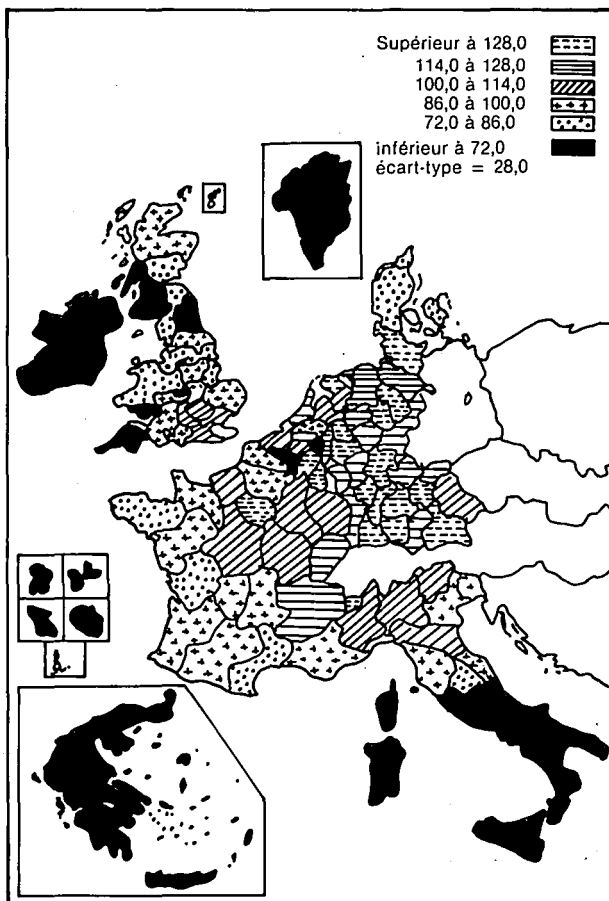 Supérieur à 128,0
114,0 à 128,0
100,0 à 114,0
86,0 à 100,0
72,0 à 86,0
inférieur à 72,0
écart-type = 28,0